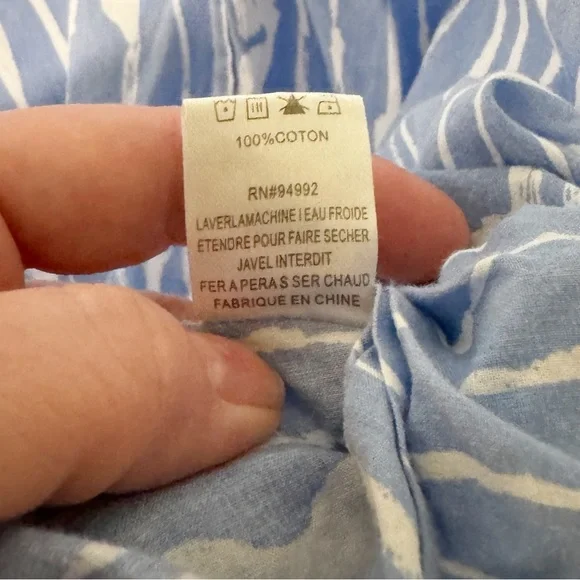 100%COTON
RN#94992
LAVERLAMACHINE I EAU FROIDE
ETENDRE POUR FAIRE SECHER
JAVEL INTERDIT
FER A PERA S SER CHAUD
FABRIQUE EN CHINE